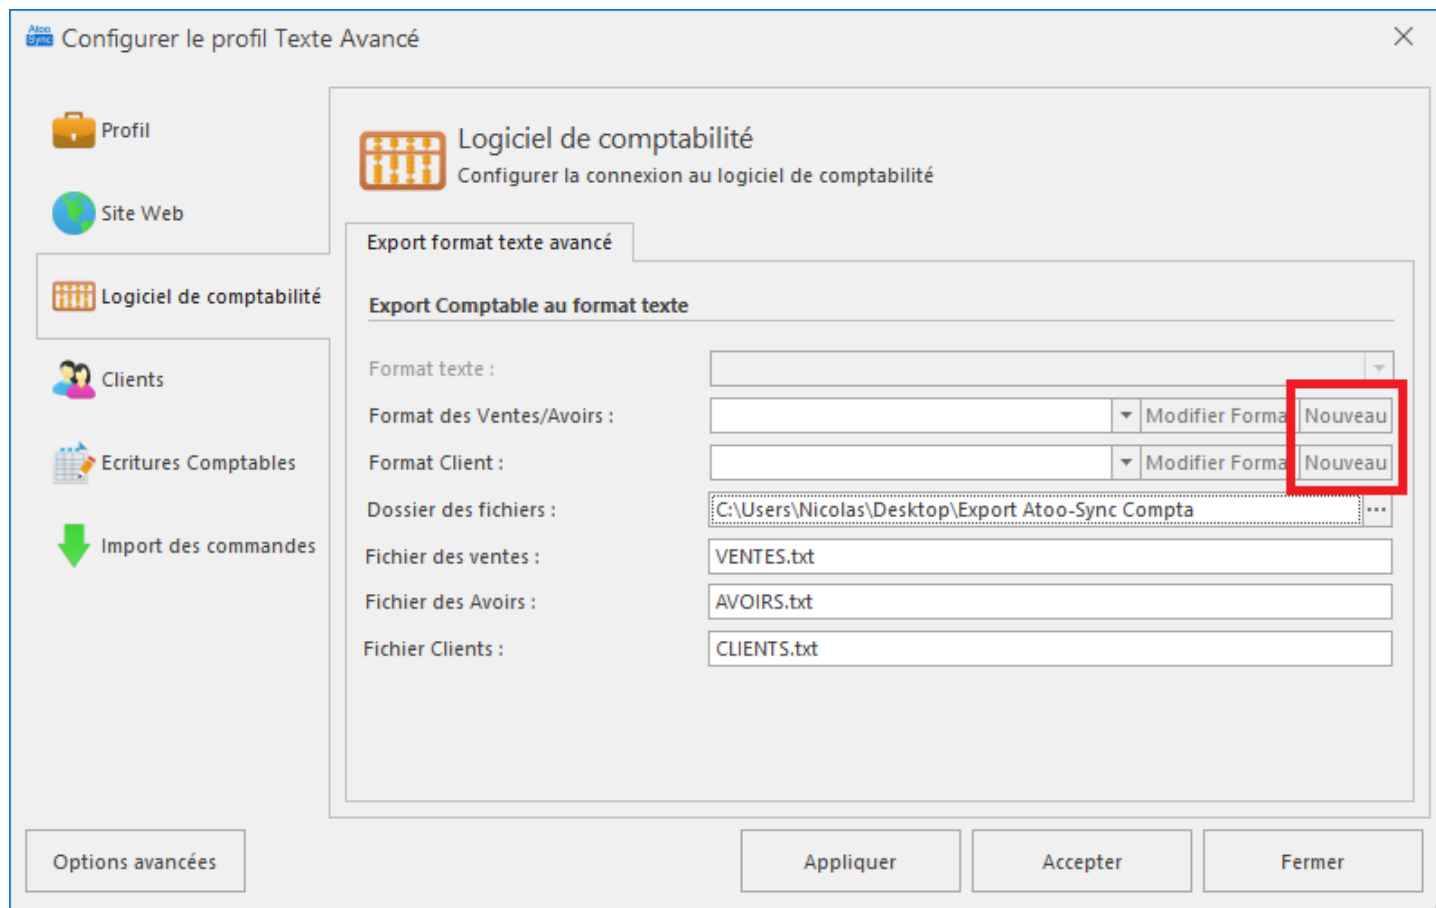 Atoo
Sync
Configurer le profil Texte Avancé
Profil
Site Web
Logiciel de comptabilité
Clients
Ecritures Comptables
Import des commandes
Logiciel de comptabilité
Configurer la connexion au logiciel de comptabilité
Export format texte avancé
Export Comptable au format texte
Format texte :
Format des Ventes/Avoirs : Modifier Forma Nouveau
Format Client : Modifier Forma Nouveau
Dossier des fichiers : C:\Users\Nicolas\Desktop\Export Atoo-Sync Compta ...
Fichier des ventes : VENTES.txt
Fichier des Avoirs : AVOIRS.txt
Fichier Clients : CLIENTS.txt
Options avancées Appliquer Accepter Fermer